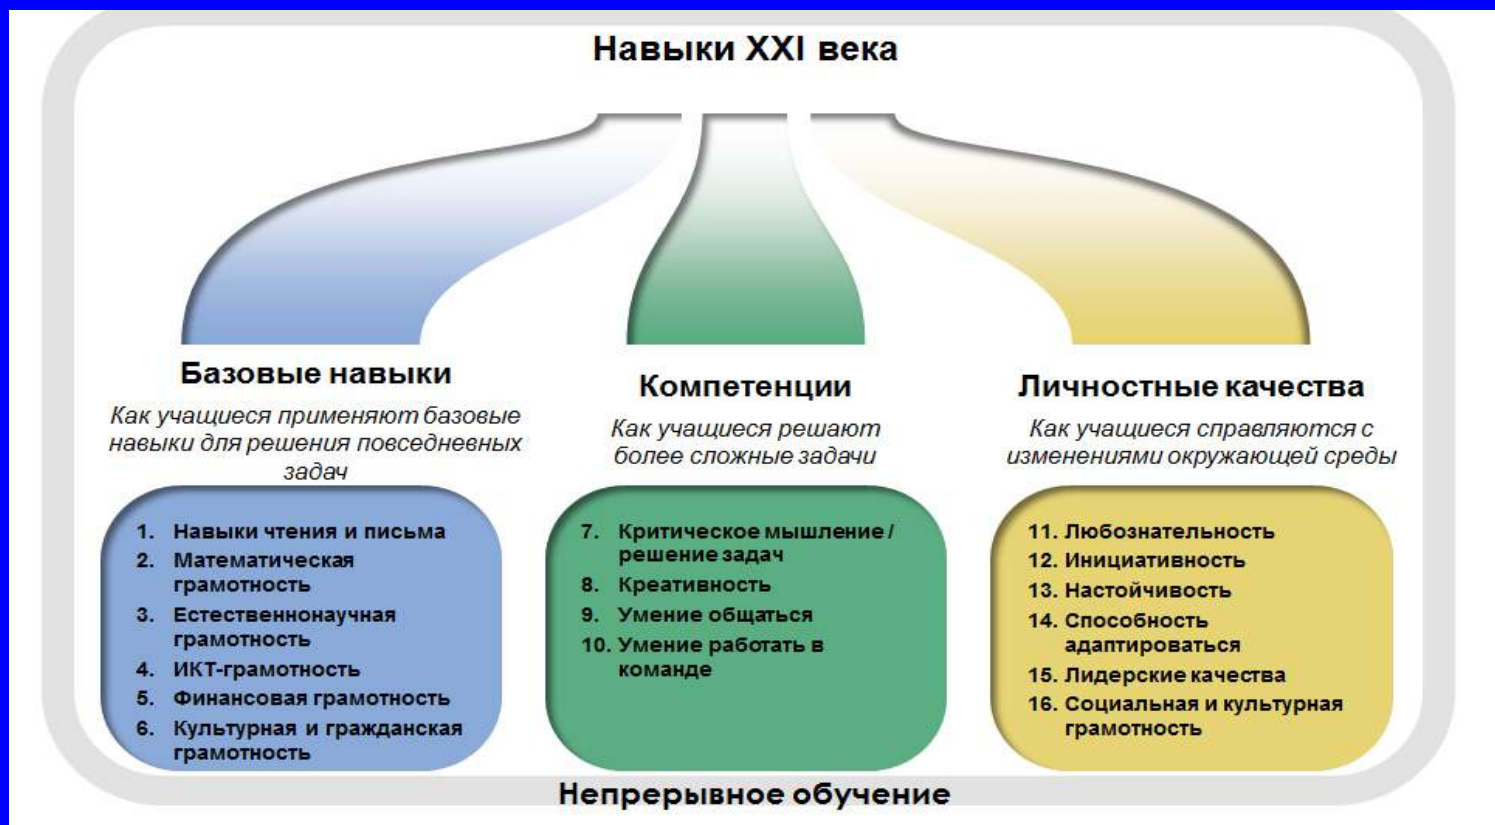 Навыки XXI века
Базовые навыки
Как учащиеся применяют базовые
навыки для решения повседневных
задач
1. Навыки чтения и письма
2. Математическая
грамотность
3. Естественнонаучная
грамотность
4. ИКТ-грамотность
5. Финансовая грамотность
6. Культурная и гражданская
грамотность
Компетенции
Как учащиеся решают
более сложные задачи
7. Критическое мышление /
решение задач
8. Креативность
9. Умение общаться
10. Умение работать в
команде
Личностные качества
Как учащиеся справляются с
изменениями окружающей среды
11. Любознательность
12. Инициативность
13. Настойчивость
14. Способность
адаптироваться
15. Лидерские качества
16. Социальная и культурная
грамотность
Непрерывное обучение